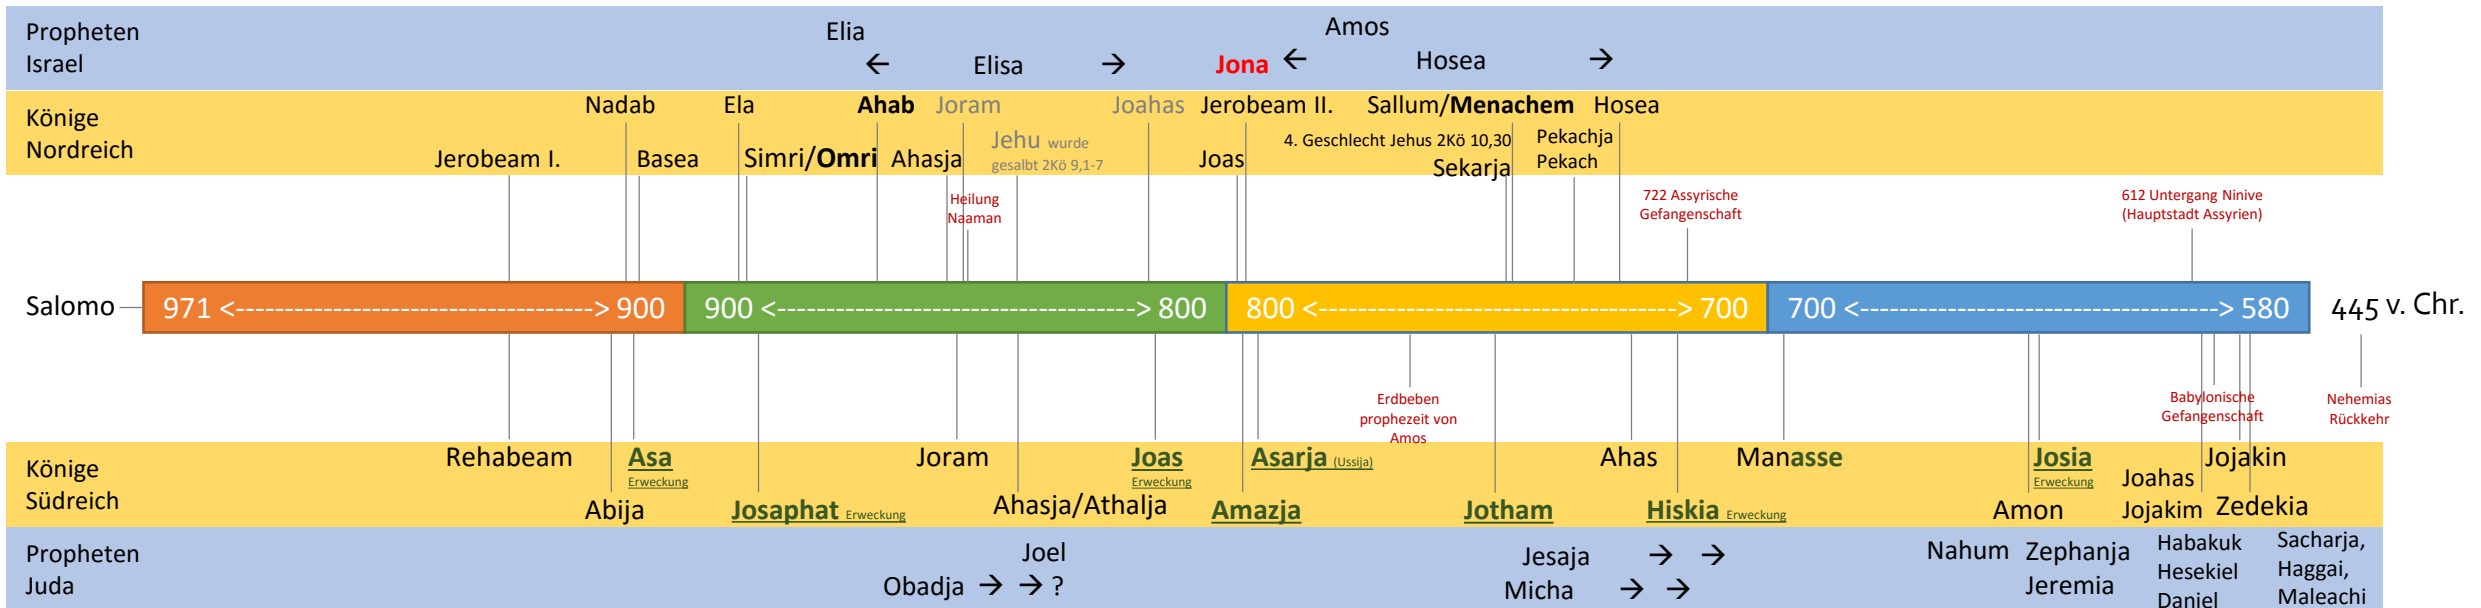 Propheten
Israel
Elia
← Elisa →
Jona
Amos
← Hosea →
Könige
Nordreich
Nadab
Ela
Ahab
Joram
Joahas
Jerobeam II.
Sallum/Menachem
Hosea
Jerobeam I.
Basea
Simri/Omri
Ahasja
Jehu wurde
gesalbt 2Kö 9,1-7
Joas
4. Geschlecht Jehus 2Kö 10,30
Sekarja
Pekachja
Pekach
Heilung
Naaman
722 Assyrische
Gefangenschaft
612 Untergang Ninive
(Hauptstadt Assyrien)
Salomo
971 <-------------------------------------> 900
900 <-------------------------------------> 800
800 <-------------------------------------> 700
700 <-------------------------------------> 580
445 v. Chr.
Erdbeben
prophezeit von
Amos
Babylonische
Gefangenschaft
Nehemias
Rückkehr
Könige
Südreich
Rehabeam
Asa
Erweckung
Joram
Joas
Erweckung
Asarja (Ussija)
Ahas
Manasse
Josia
Erweckung
Joahas
Jojakim
Jojakin
Abija
Josaphat Erweckung
Ahasja/Athalja
Amazja
Jotham
Hiskia Erweckung
Amon
Zedekia
Propheten
Juda
Joel
Obadja → → ?
Jesaja → →
Micha → →
Nahum
Zephanja
Jeremia
Habakuk
Hesekiel
Daniel
Sacharja,
Haggai,
Maleachi